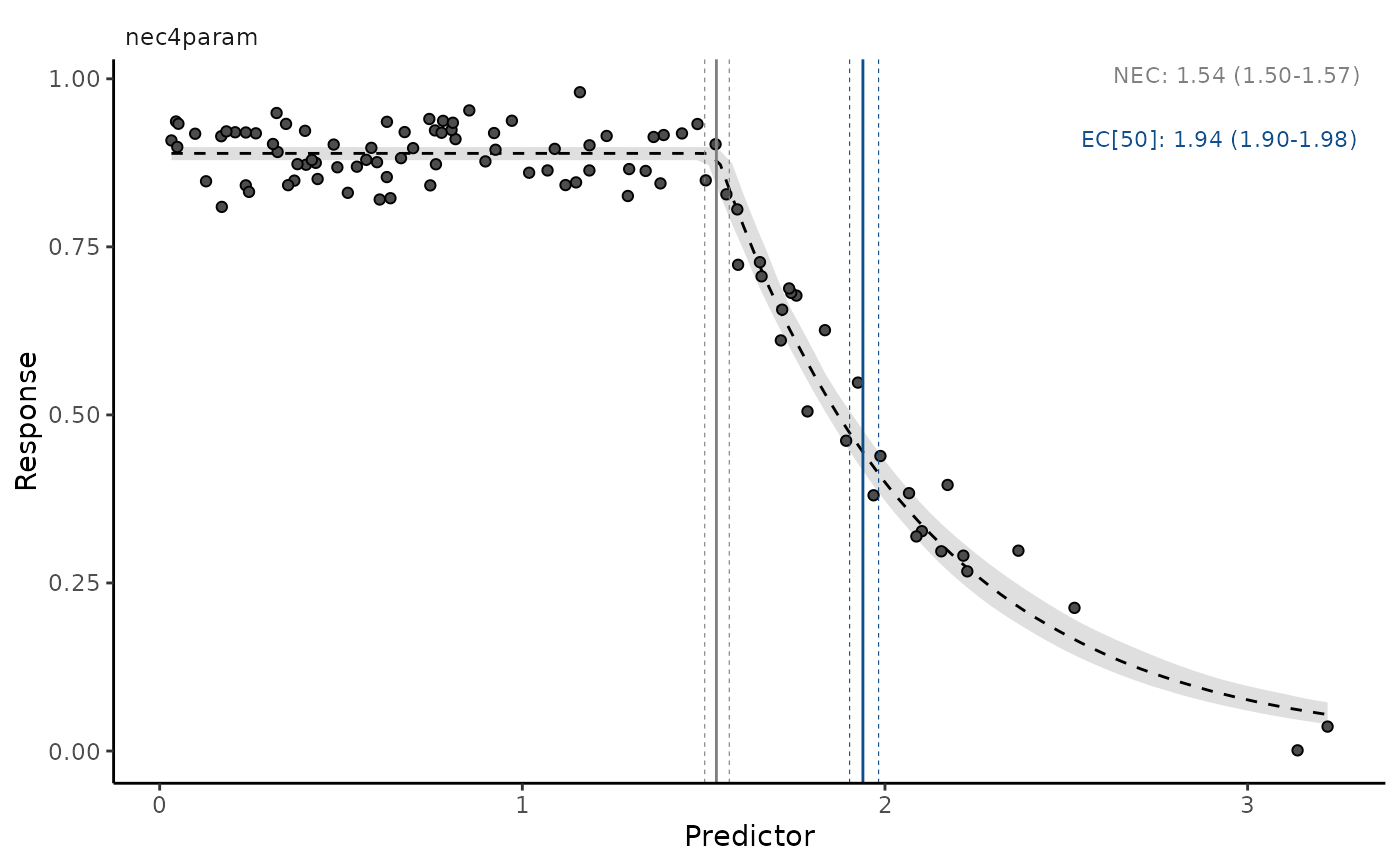 nec4param
NEC: 1.54 (1.50-1.57)
EC[50]: 1.94 (1.90-1.98)
1.00
0.75
0.50
0.25
0.00
Response
0 1 2 3
Predictor